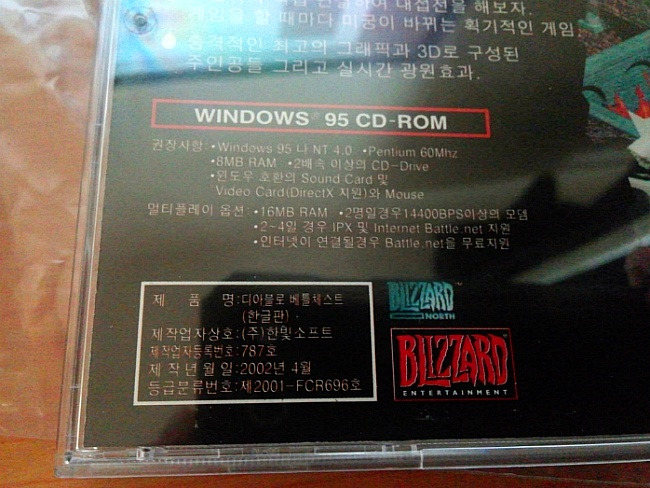 대접전을 해보자.
게임을 할 때마다 미궁이 바뀌는 획기적인 게임
충격적인 최고의 그래픽과 3D로 구성된
주인공들 그리고 실시간 광원효과.
WINDOWS® 95 CD-ROM
권장사항: •Windows 95 나 NT 4.0 •Pentium 60Mhz
•8MB RAM •2배속 이상의 CD-Drive
•윈도우 호환의 Sound Card 및
Video Card(DirectX 지원)와 Mouse
멀티플레이 옵션: •16MB RAM •2명일경우14400BPS이상의 모뎀
•2~4일 경우 IPX 및 Internet Battle.net 지원
•인터넷이 연결될경우 Battle.net을 무료지원
제 품 명:디아블로 베틀체스트
(한글판)
제작업자상호:(주)한빛소프트
제작업자등록번호:787호
제 작 년 월 일:2002년 4월
등급분류번호:제2001-FCR696호
BLIZZARD
NORTH
BLIZZARD
ENTERTAINMENT